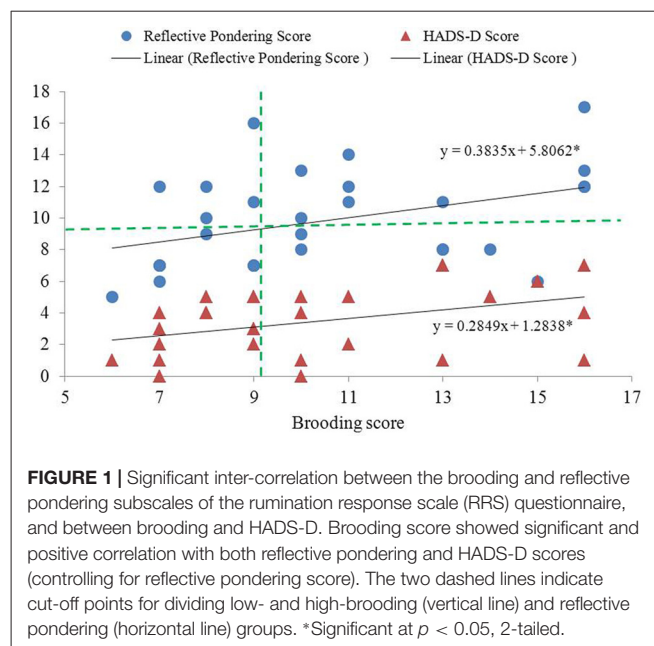 Reflective Pondering Score HADS-D Score
Linear (Reflective Pondering Score ) Linear (HADS-D Score )
18
16
14
12
10
8
6
4
2
0
y = 0.3835x + 5.8062*
y = 0.2849x + 1.2838*
5 7 9 11 13 15 17
Brooding score
FIGURE 1 | Significant inter-correlation between the brooding and reflective
pondering subscales of the rumination response scale (RRS) questionnaire,
and between brooding and HADS-D. Brooding score showed significant and
positive correlation with both reflective pondering and HADS-D scores
(controlling for reflective pondering score). The two dashed lines indicate
cut-off points for dividing low- and high-brooding (vertical line) and reflective
pondering (horizontal line) groups. *Significant at p < 0.05, 2-tailed.